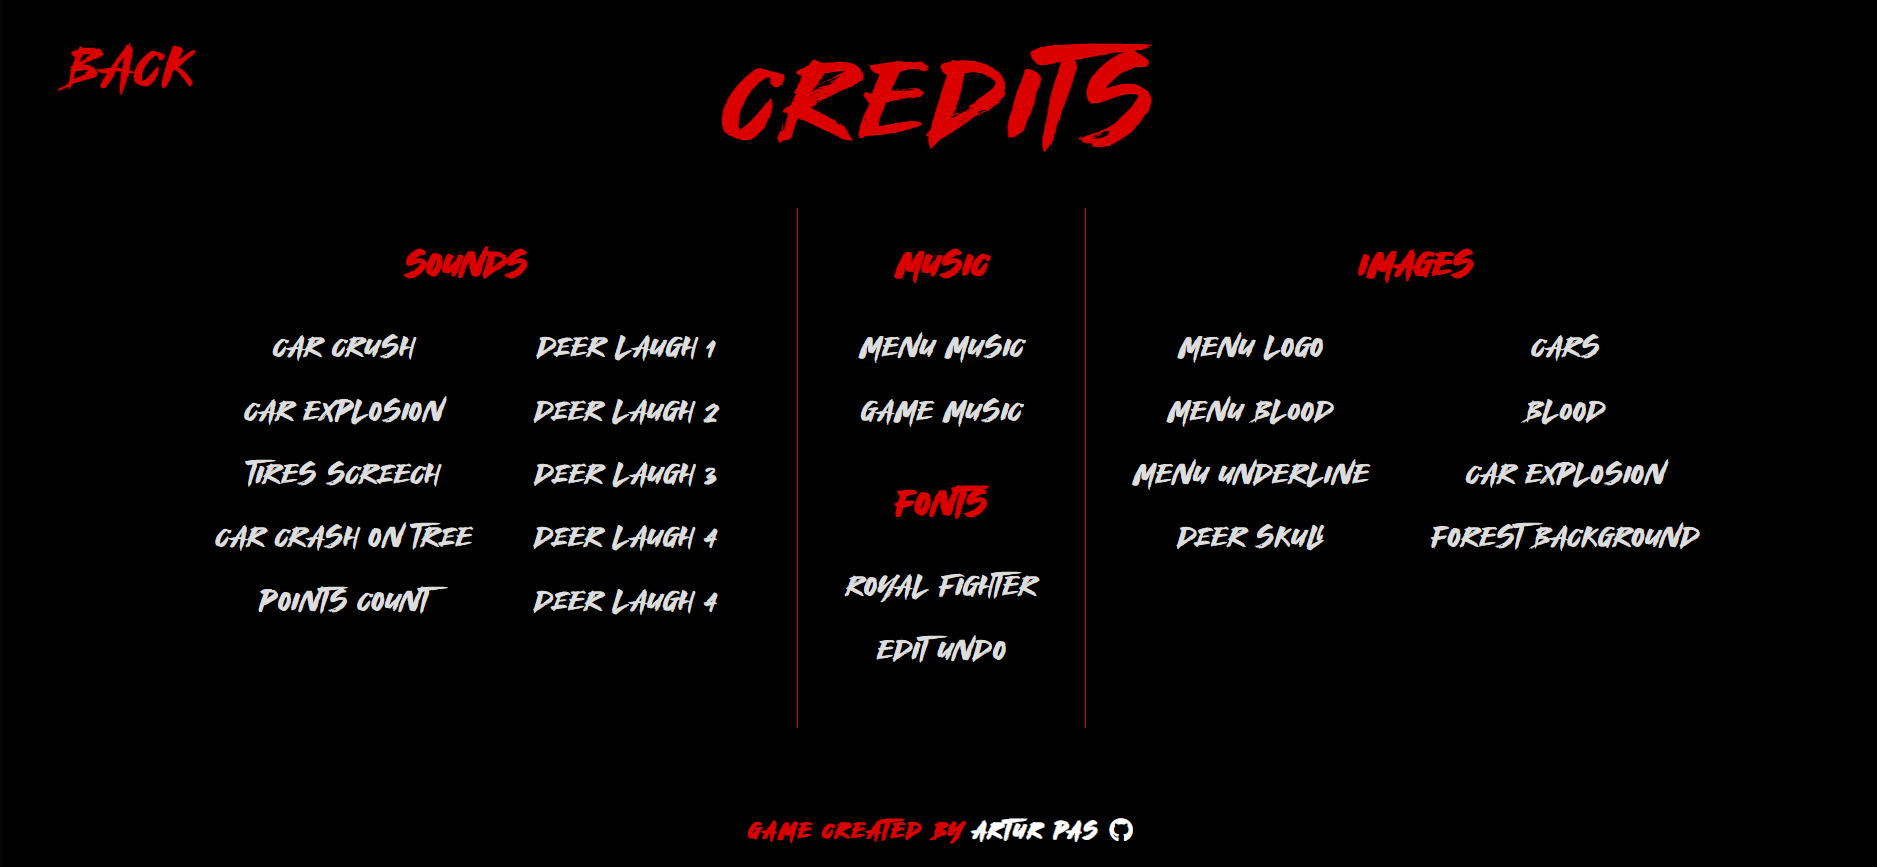 BACK
CREDITS
SOUNDS
CAR CRUSH
CAR EXPLOSION
TIRES SCREECH
CAR CRASH ON TREE
POINTS COUNT
DEER LAUGH 1
DEER LAUGH 2
DEER LAUGH 3
DEER LAUGH 4
DEER LAUGH 4
MUSIC
MENU MUSIC
GAME MUSIC
FONTS
ROYAL FIGHTER
EDIT UNDO
IMAGES
MENU LOGO
MENU BLOOD
MENU UNDERLINE
DEER SKULL
CARS
BLOOD
CAR EXPLOSION
FOREST BACKGROUND
GAME CREATED BY ARTUR PAS